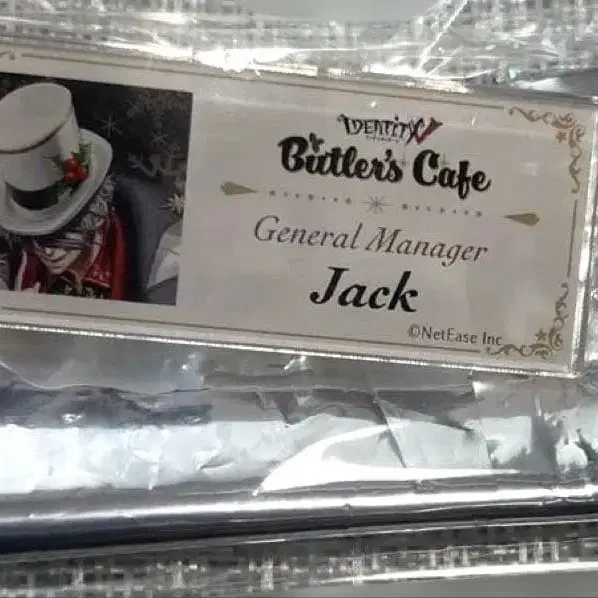 IDENTITY V
Butler's Cafe
General Manager
Jack
©NetEase Inc.